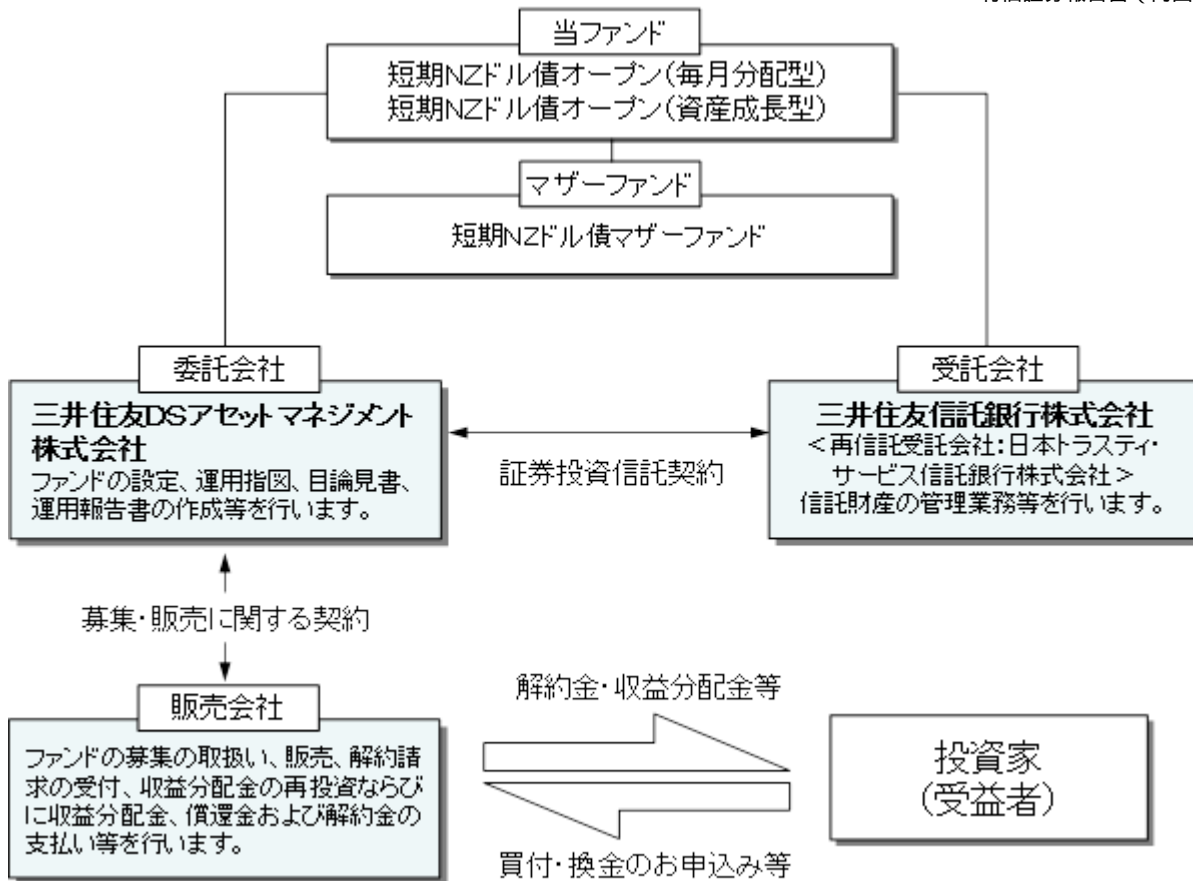 当ファンド
短期NZドル債オープン(毎月分配型)
短期NZドル債オープン(資産成長型)
マザーファンド
短期NZドル債マザーファンド
委託会社
三井住友DSアセットマネジメント
株式会社
ファンドの設定、運用指図、目論見書、
運用報告書の作成等を行います。
証券投資信託契約
受託会社
三井住友信託銀行株式会社
<再信託受託会社:日本トラスティ・
サービス信託銀行株式会社>
信託財産の管理業務等を行います。
募集・販売に関する契約
販売会社
ファンドの募集の取扱い、販売、解約請
求の受付、収益分配金の再投資ならび
に収益分配金、償還金および解約金の
支払い等を行います。
解約金・収益分配金等
買付・換金のお申込み等
投資家
(受益者)